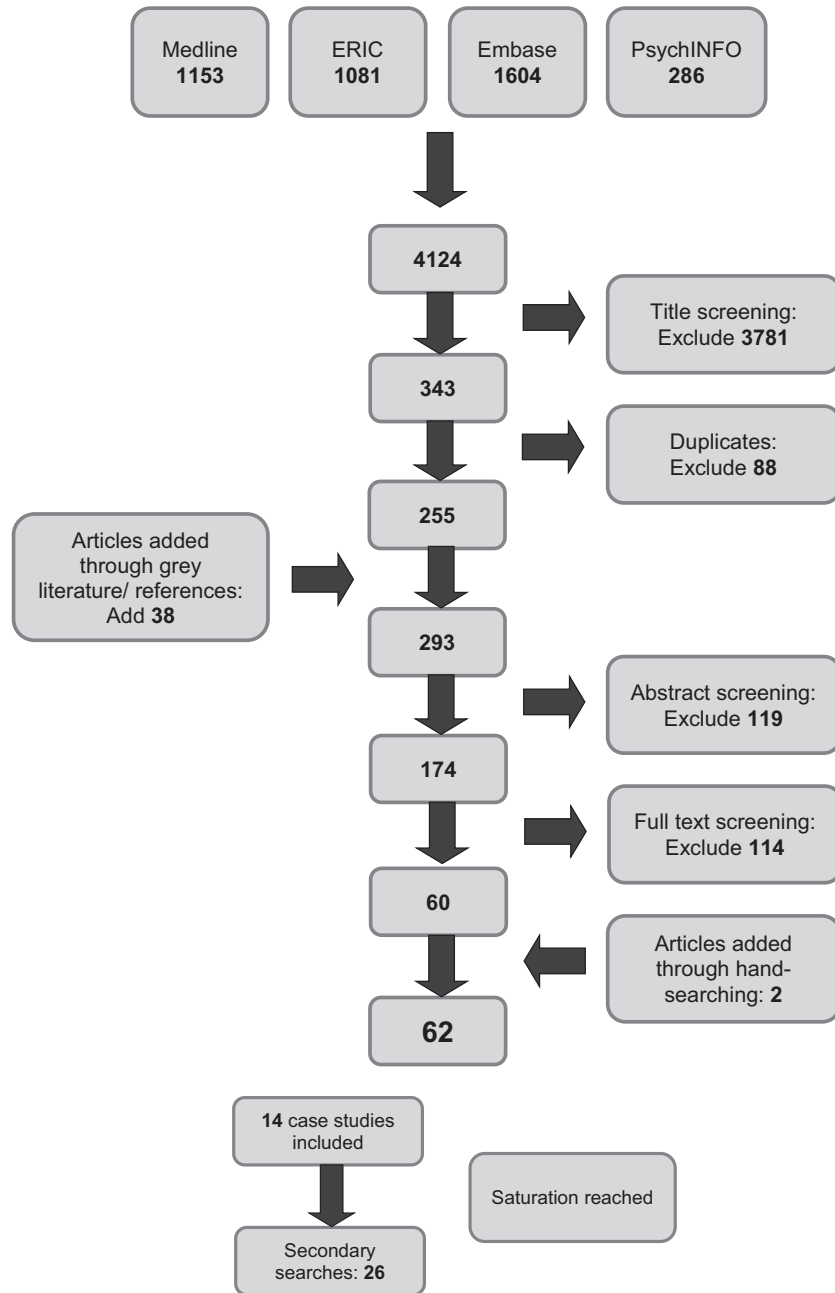 Medline
1153
ERIC
1081
Embase
1604
PsychINFO
286
4124
Title screening:
Exclude 3781
343
Duplicates:
Exclude 88
255
Articles added
through grey
literature/ references:
Add 38
293
Abstract screening:
Exclude 119
174
Full text screening:
Exclude 114
60
Articles added
through hand-
searching: 2
62
14 case studies
included
Saturation reached
Secondary
searches: 26